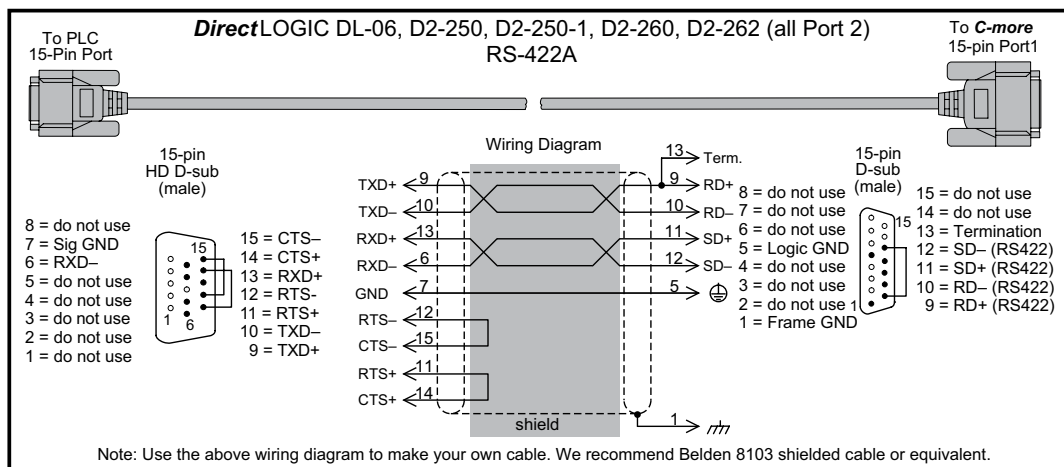 DirectLOGIC DL-06, D2-250, D2-250-1, D2-260, D2-262 (all Port 2)
RS-422A
To PLC
15-Pin Port
To C-more
15-pin Port1
Wiring Diagram
15-pin
HD D-sub
(male)
8 = do not use
7 = Sig GND
6 = RXD–
5 = do not use
4 = do not use
3 = do not use
2 = do not use
1 = do not use
15
1
6
15 = CTS–
14 = CTS+
13 = RXD+
12 = RTS-
11 = RTS+
10 = TXD–
9 = TXD+
13 Term.
TXD+ 9 9 RD+
TXD– 10 10 RD–
RXD+ 13 11 SD+
RXD– 6 12 SD–
GND 7 5
RTS– 12
CTS– 15
RTS+ 11
CTS+ 14
shield
1
8 = do not use
7 = do not use
6 = do not use
5 = Logic GND
4 = do not use
3 = do not use
2 = do not use
1 = Frame GND
15-pin
D-sub
(male)
15
1
15 = do not use
14 = do not use
13 = Termination
12 = SD– (RS422)
11 = SD+ (RS422)
10 = RD– (RS422)
9 = RD+ (RS422)
Note: Use the above wiring diagram to make your own cable. We recommend Belden 8103 shielded cable or equivalent.